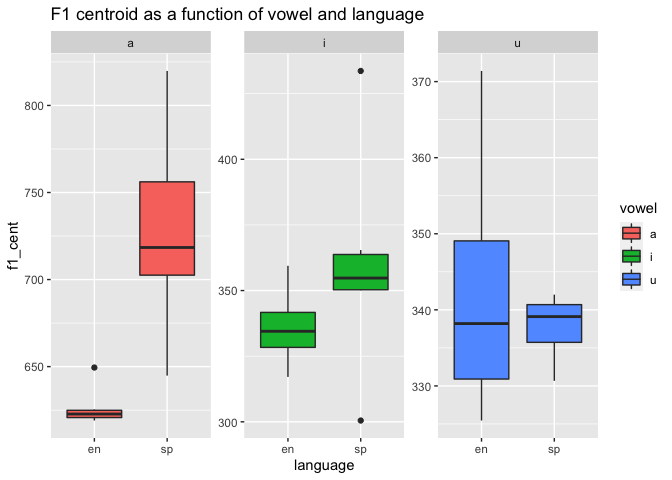 F1 centroid as a function of vowel and language
a
i
u
f1_cent
800
750
700
650
400
350
300
370
360
350
340
330
en
sp
en
sp
en
sp
language
vowel
a
i
u